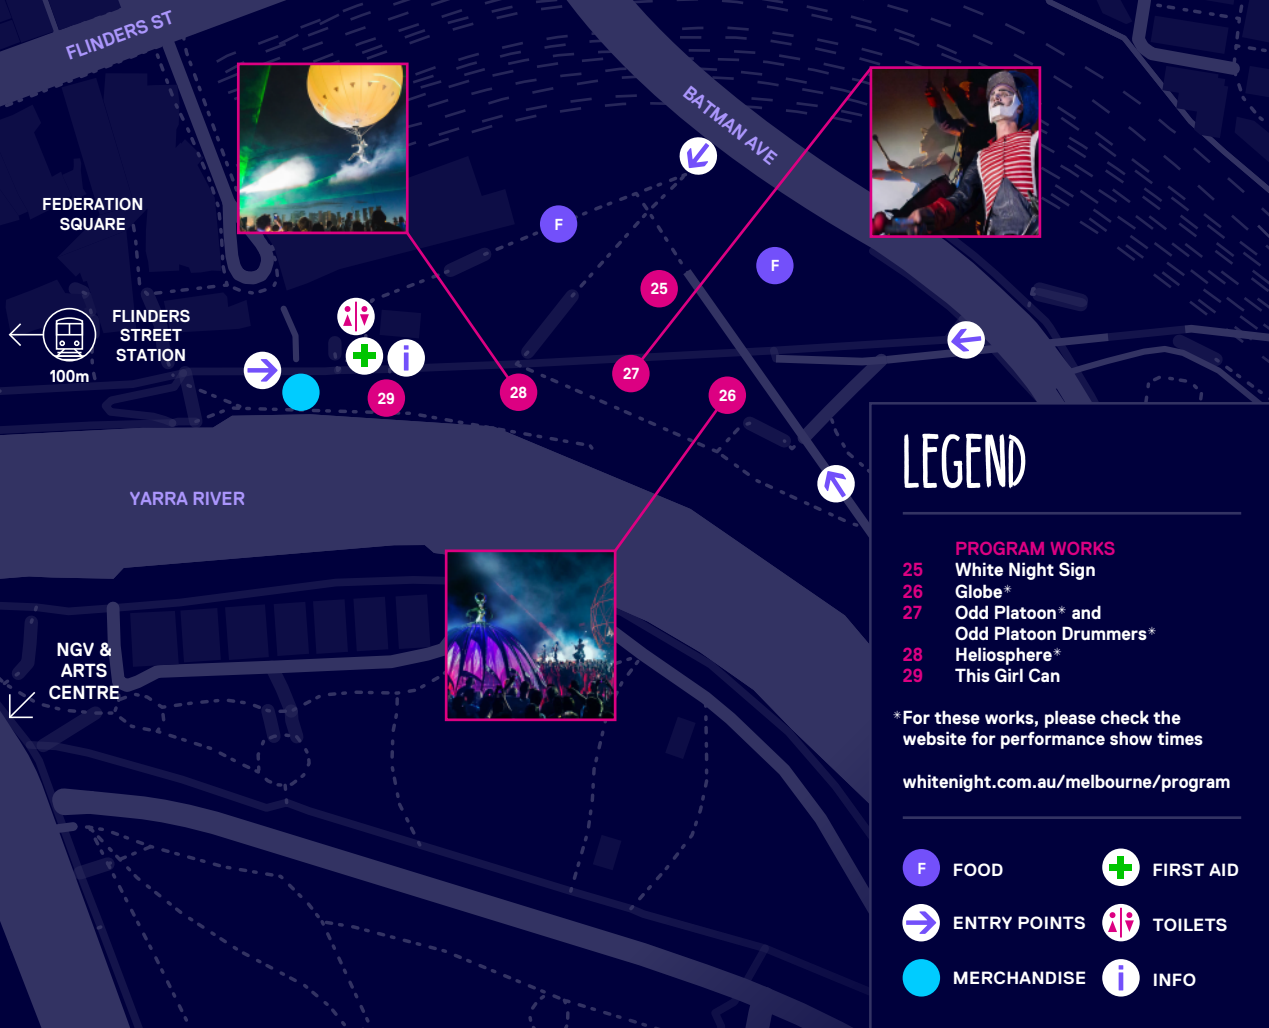 FLINDERS ST
BATMAN AVE
FEDERATION
SQUARE
F
F
25
FLINDERS
STREET
STATION
100m
i
27
28
26
29
YARRA RIVER
NGV &
ARTS
CENTRE
LEGEND
PROGRAM WORKS
25 White Night Sign
26 Globe*
27 Odd Platoon* and
Odd Platoon Drummers*
28 Heliosphere*
29 This Girl Can
*For these works, please check the
website for performance show times
whitenight.com.au/melbourne/program
F FOOD
FIRST AID
ENTRY POINTS
TOILETS
MERCHANDISE
i INFO